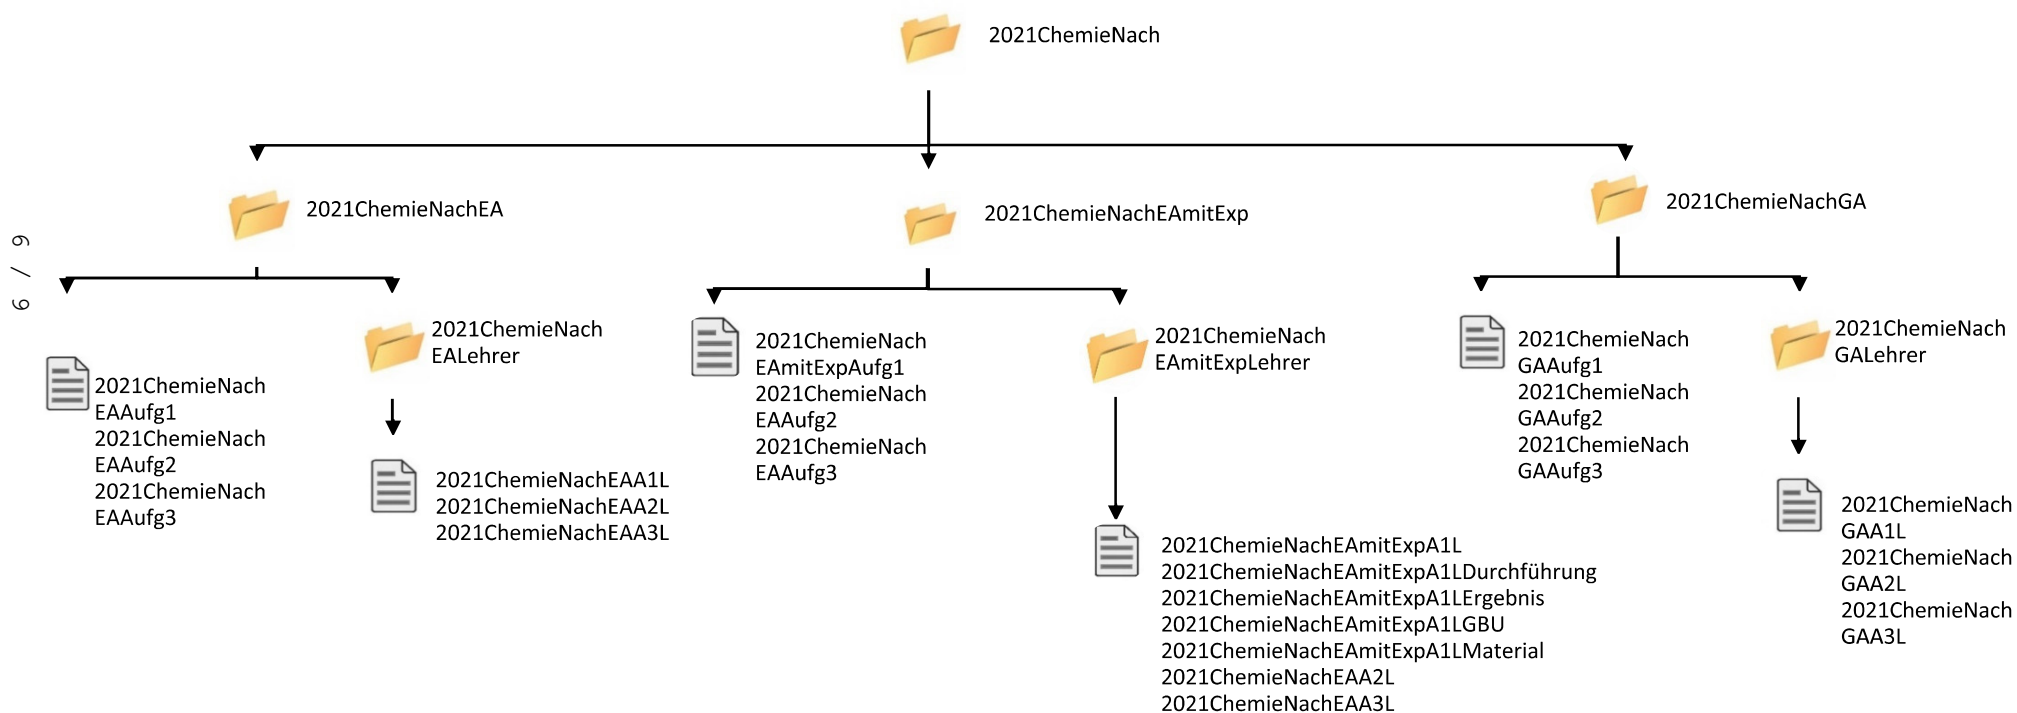 2021ChemieNach
2021ChemieNachEA
2021ChemieNachEAmitExp
2021ChemieNachGA
2021ChemieNach
EAAufg1
2021ChemieNach
EAAufg2
2021ChemieNach
EAAufg3
2021ChemieNach
EALehrer
2021ChemieNachEAA1L
2021ChemieNachEAA2L
2021ChemieNachEAA3L
2021ChemieNach
EAmitExpAufg1
2021ChemieNach
EAAufg2
2021ChemieNach
EAAufg3
2021ChemieNach
EAmitExpLehrer
2021ChemieNachEAmitExpA1L
2021ChemieNachEAmitExpA1LDurchführung
2021ChemieNachEAmitExpA1LErgebnis
2021ChemieNachEAmitExpA1LGBU
2021ChemieNachEAmitExpA1LMaterial
2021ChemieNachEAA2L
2021ChemieNachEAA3L
2021ChemieNach
GAAufg1
2021ChemieNach
GAAufg2
2021ChemieNach
GAAufg3
2021ChemieNach
GALehrer
2021ChemieNach
GAA1L
2021ChemieNach
GAA2L
2021ChemieNach
GAA3L